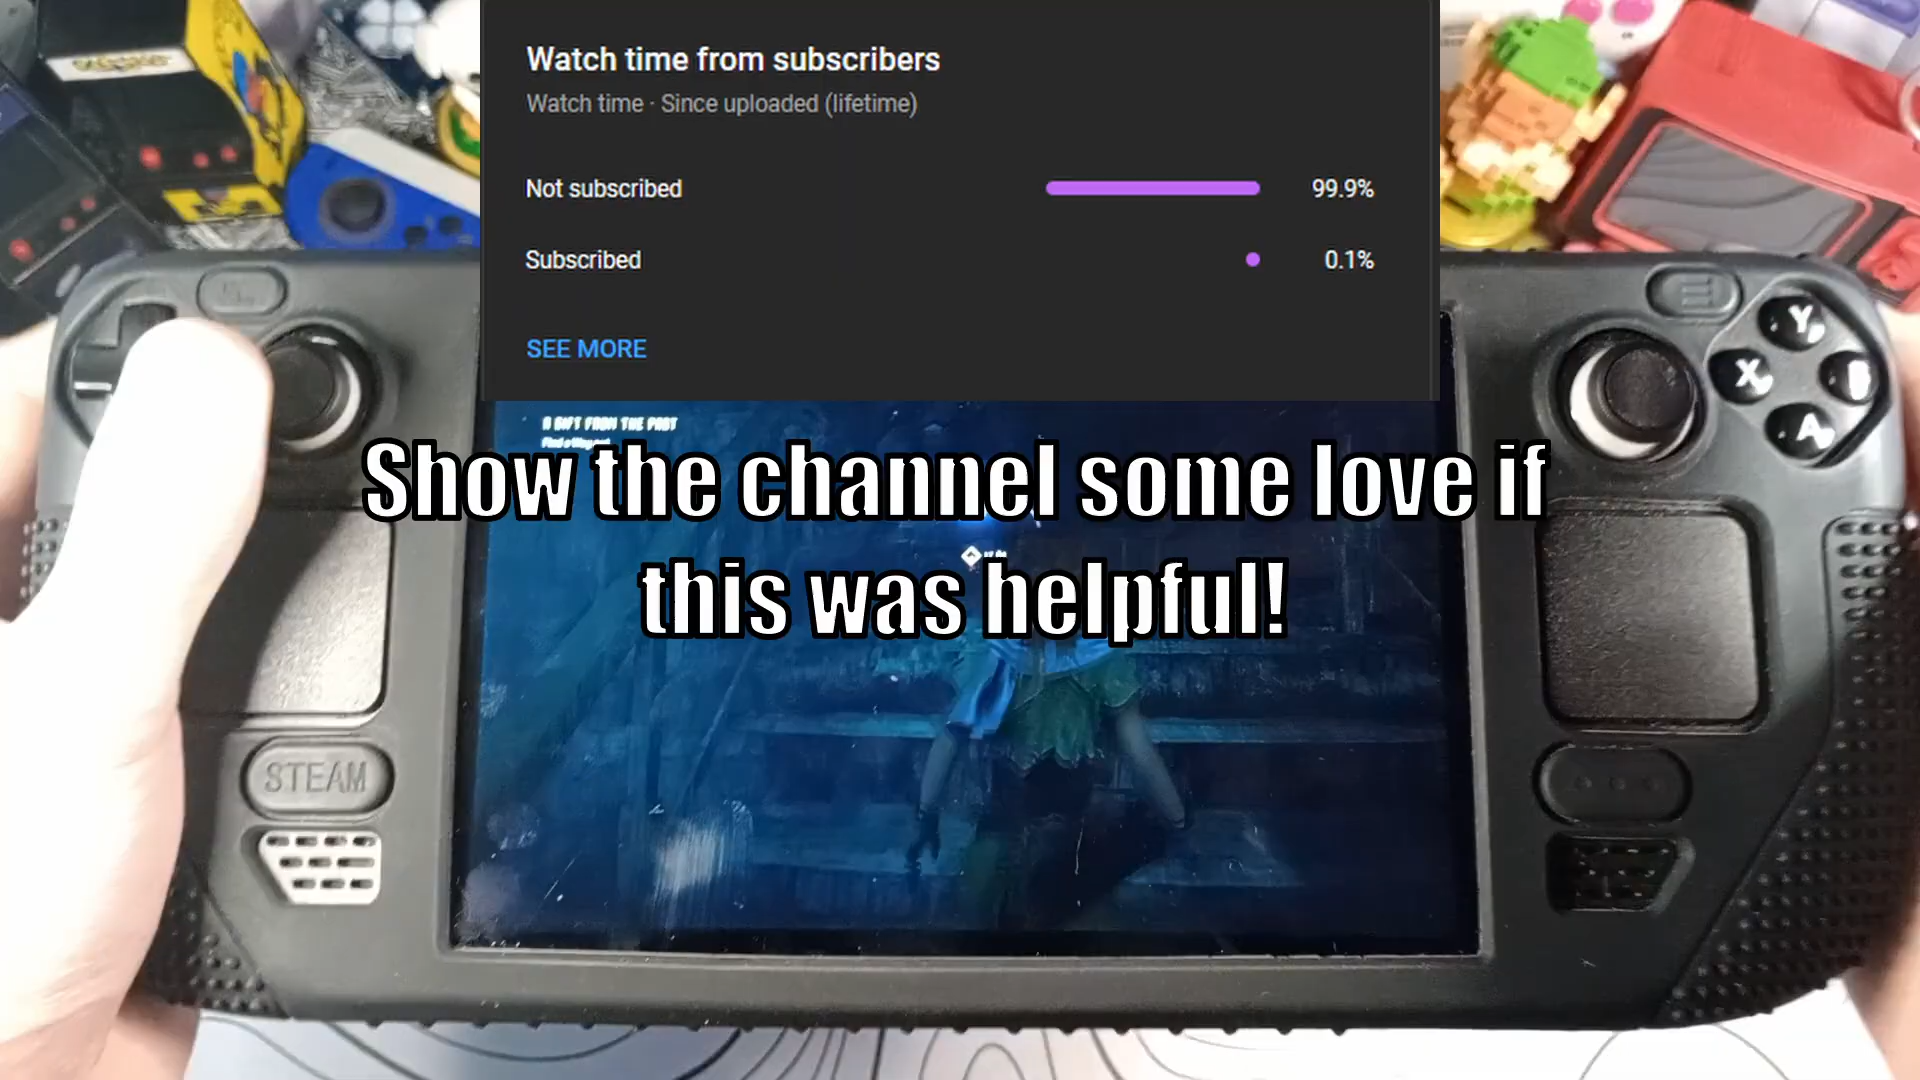 Watch time from subscribers
Watch time · Since uploaded (lifetime)
Not subscribed 99.9%
Subscribed 0.1%
SEE MORE
A GIFT FROM THE PAST
Show the channel some love if
this was helpful!
Y
X
A
STEAM